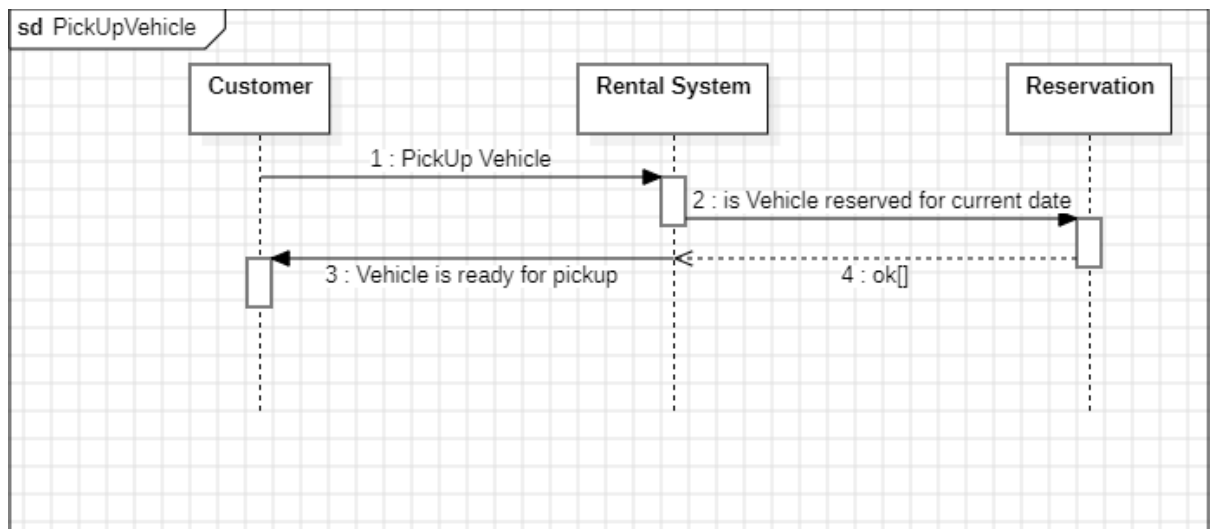 sd PickUpVehicle
Customer
Rental System
Reservation
1 : PickUp Vehicle
2 : is Vehicle reserved for current date
3 : Vehicle is ready for pickup
4 : ok[]